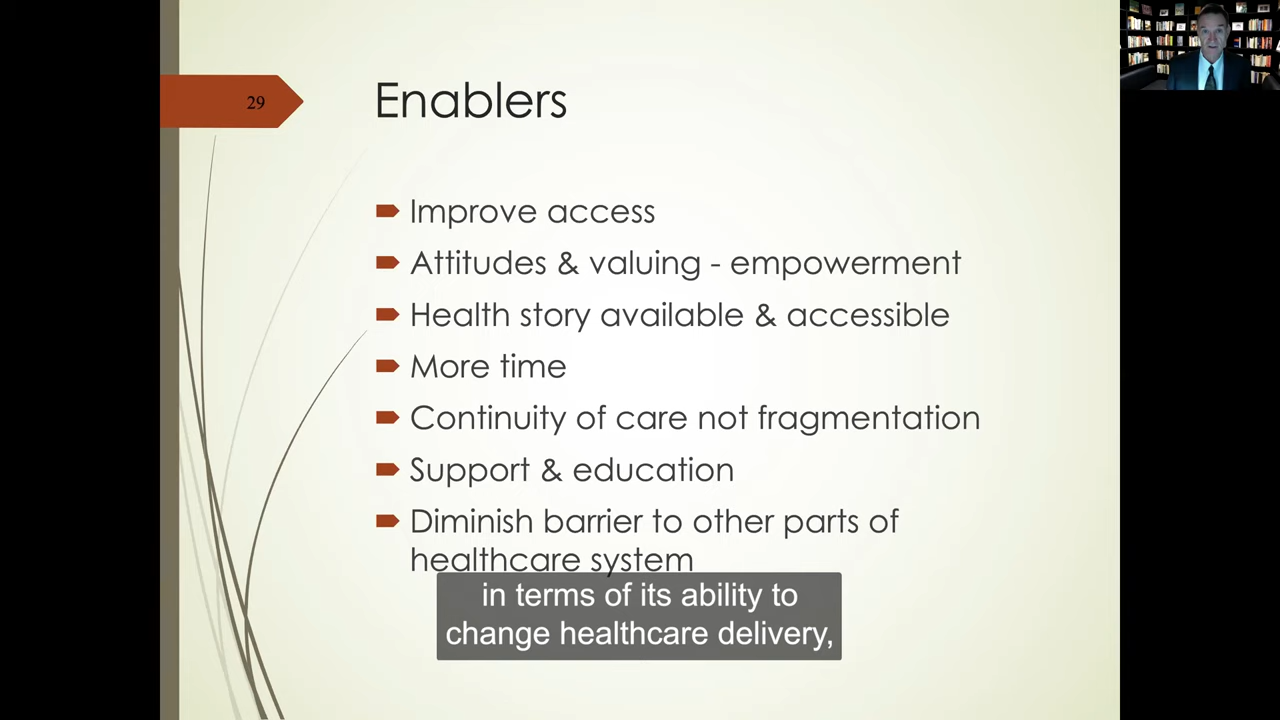 29
Enablers
Improve access
Attitudes & valuing - empowerment
Health story available & accessible
More time
Continuity of care not fragmentation
Support & education
Diminish barrier to other parts of
healthcare system
in terms of its ability to
change healthcare delivery,